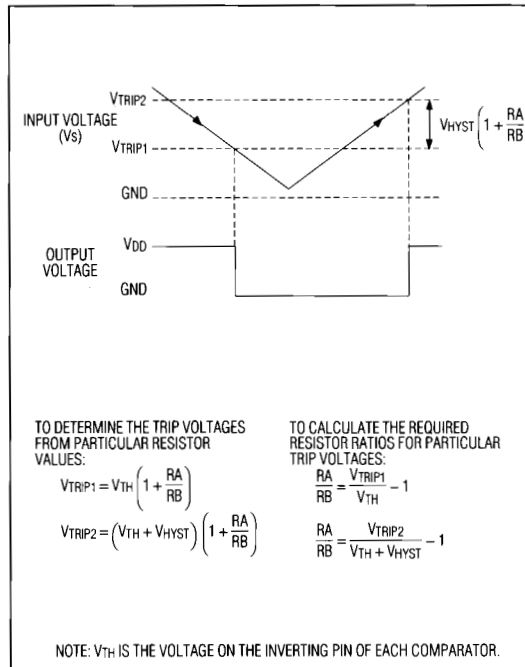 VTRIP2
INPUT VOLTAGE
(Vs)
VTRIP1
VHYST (1 + RA/RB
GND
OUTPUT
VOLTAGE
VDD
GND
TO DETERMINE THE TRIP VOLTAGES
FROM PARTICULAR RESISTOR
VALUES:
VTRIP1 = VTH (1 + RA/RB)
VTRIP2 = (VTH + VHYST) (1 + RA/RB)
TO CALCULATE THE REQUIRED
RESISTOR RATIOS FOR PARTICULAR
TRIP VOLTAGES:
RA/RB = VTRIP1/VTH − 1
RA/RB = VTRIP2/(VTH + VHYST) − 1
NOTE: VTH IS THE VOLTAGE ON THE INVERTING PIN OF EACH COMPARATOR.